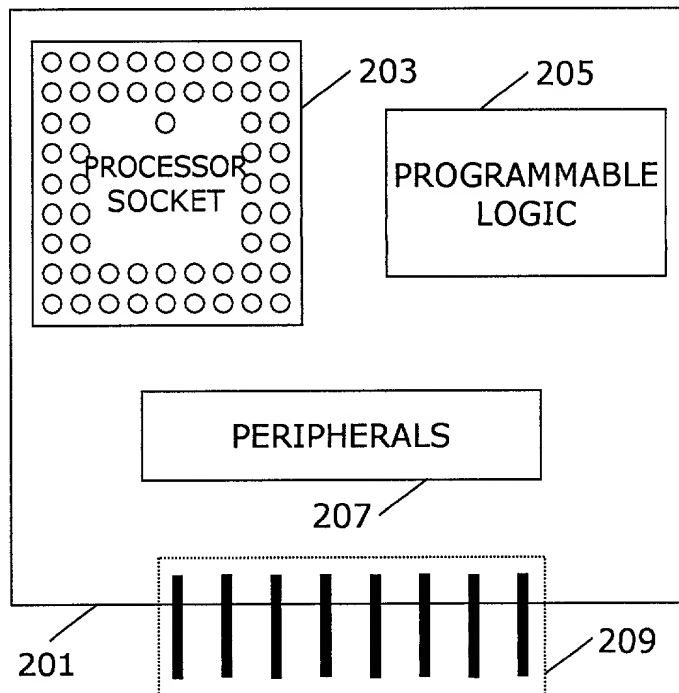 203
205
PROCESSOR
SOCKET
PROGRAMMABLE
LOGIC
PERIPHERALS
207
201
209